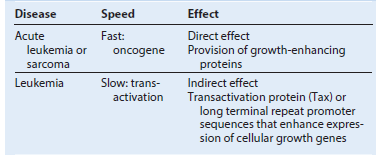 Disease Speed Effect
Acute Fast: Direct effect
leukemia or oncogene Provision of growth-enhancing
sarcoma proteins
Leukemia Slow: trans- Indirect effect
activation Transactivation protein (Tax) or
long terminal repeat promoter
sequences that enhance expres-
sion of cellular growth genes